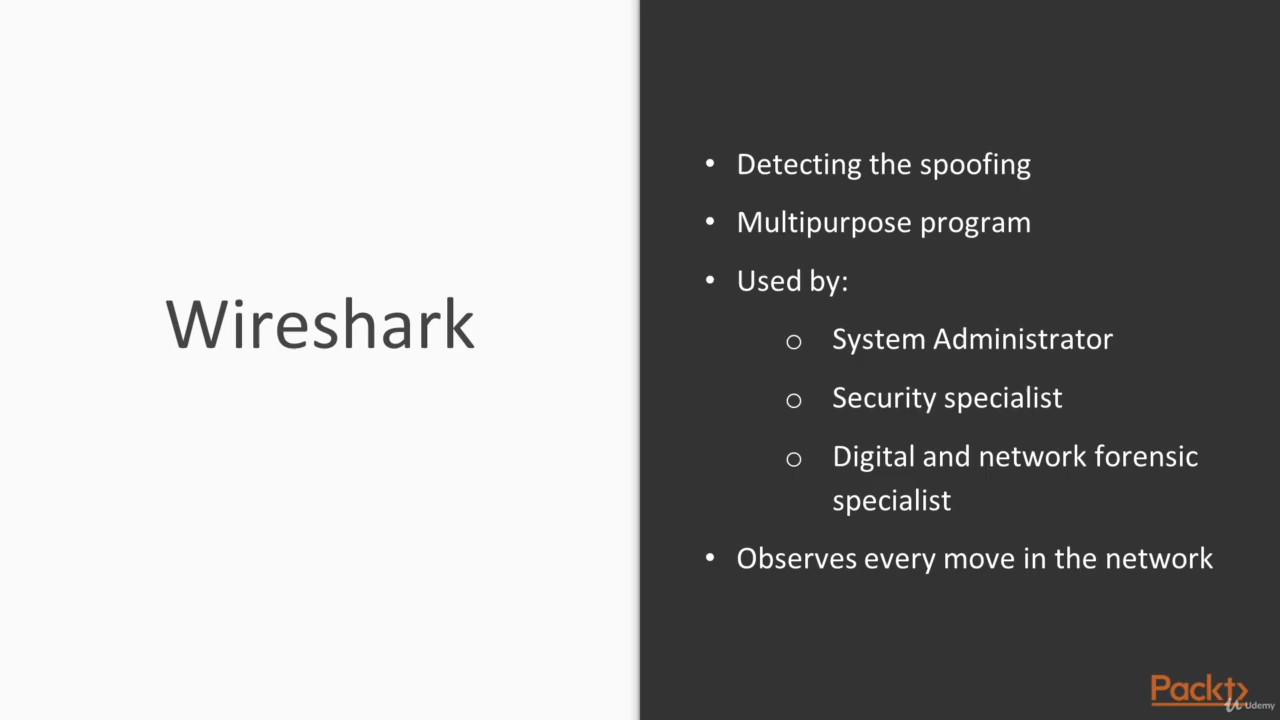 Wireshark
• Detecting the spoofing
• Multipurpose program
• Used by:
o System Administrator
o Security specialist
o Digital and network forensic
specialist
• Observes every move in the network
Packt
Udemy